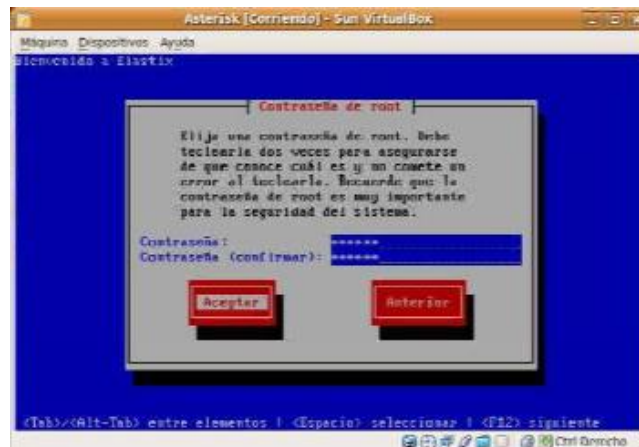 Asterisk [Corriendo] - Sun VirtualBox
Máquina Dispositivos Ayuda
Bienvenido a Elastix
Contraseña de root
Elija una contraseña de root. Debe
teclearla dos veces para asegurarse
de que conoce cuál es y no comete un
error al teclearla. Recuerde que la
contraseña de root es muy importante
para la seguridad del sistema.
Contraseña: ******
Contraseña (confirmar): ******
Aceptar
Anterior
<Tab>/<Alt-Tab> entre elementos | <Espacio> seleccionar | <F12> siguiente
Ctrl Derecho